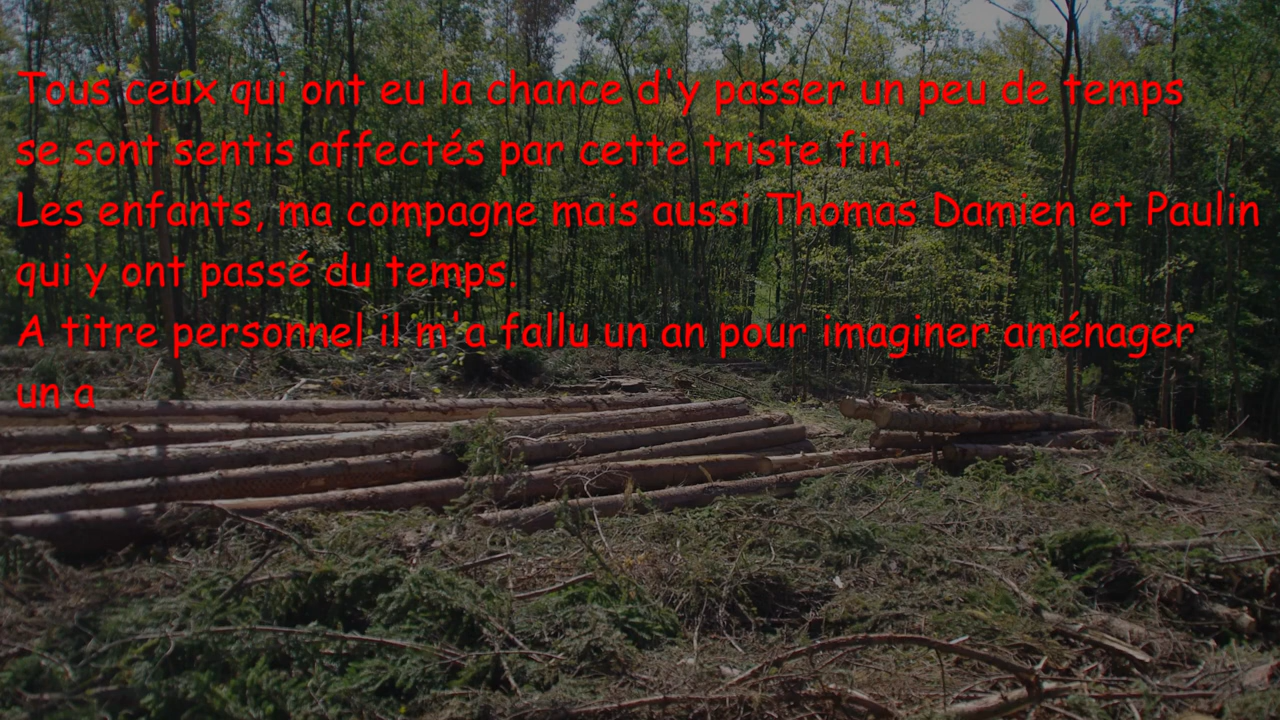 Tous ceux qui ont eu la chance d'y passer un peu de temps
se sont sentis affectés par cette triste fin.
Les enfants, ma compagne mais aussi Thomas Damien et Paulin
qui y ont passé du temps.
A titre personnel il m'a fallu un an pour imaginer aménager
un a